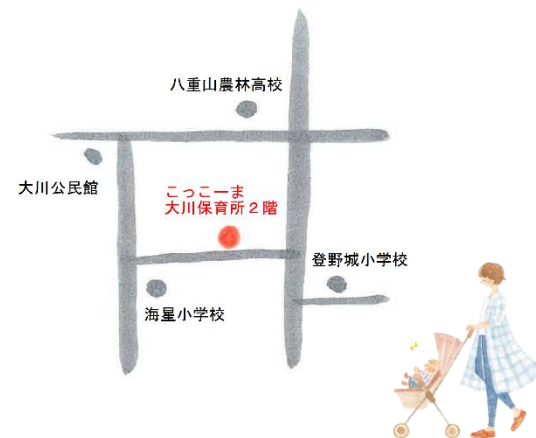 八重山農林高校
大川公民館
こっこーま
大川保育所２階
登野城小学校
海星小学校